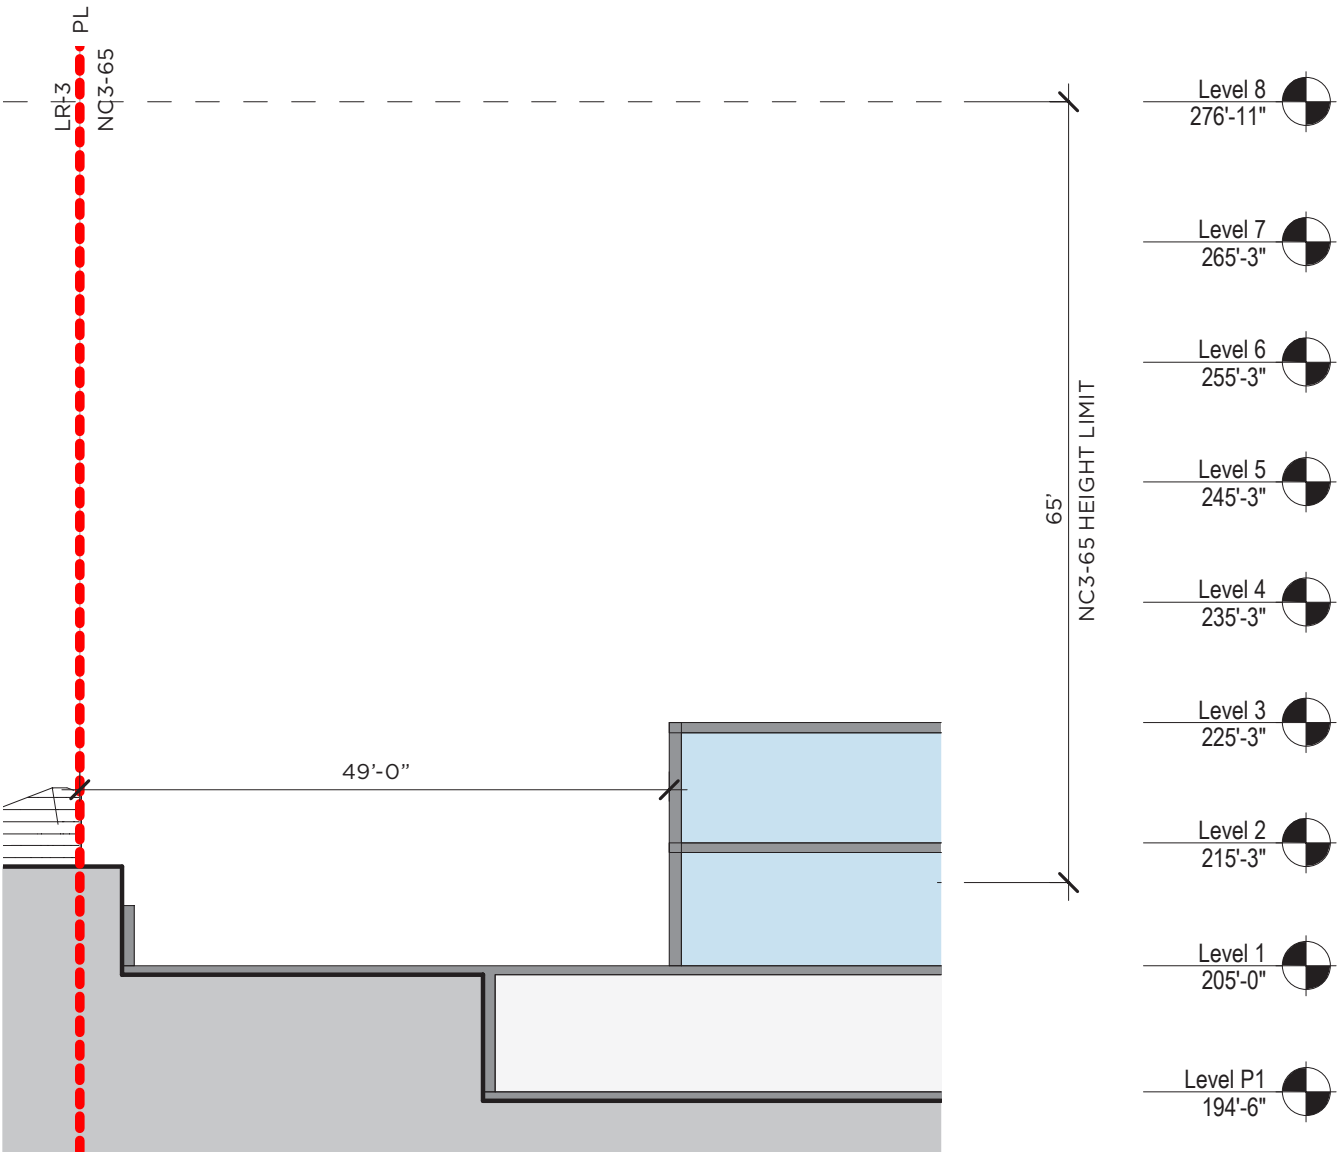 PL
LR-3
NC3-65
Level 8
276'-11"
Level 7
265'-3"
Level 6
255'-3"
65'
NC3-65 HEIGHT LIMIT
Level 5
245'-3"
Level 4
235'-3"
Level 3
225'-3"
49'-0”
Level 2
215'-3"
Level 1
205'-0"
Level P1
194'-6"